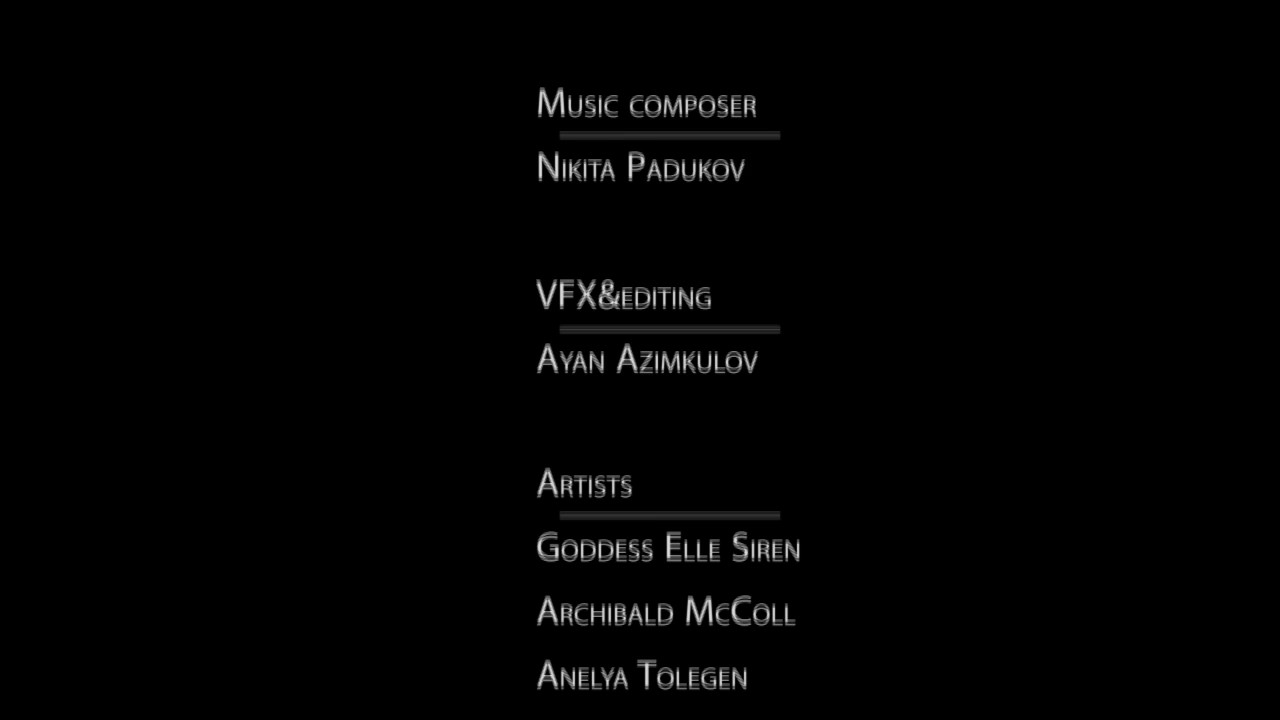 Music composer
Nikita Padukov
VFX&editing
Ayan Azimkulov
Artists
Goddess Elle Siren
Archibald McColl
Anelya Tolegen